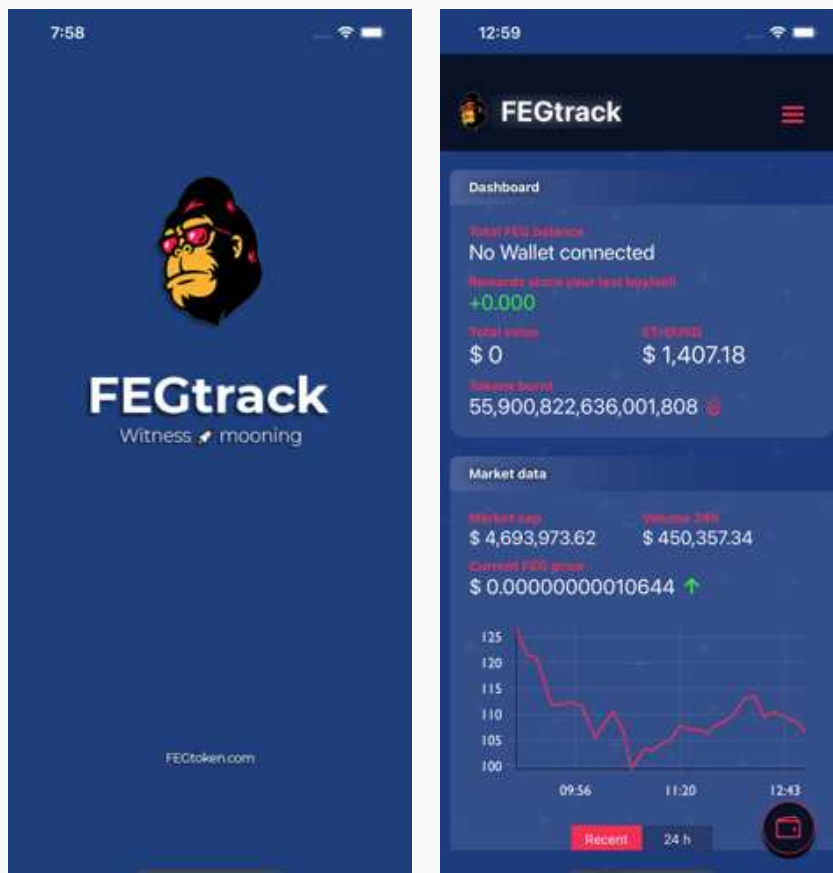 7:58
FEGtrack
Witness mooning
FEGtoken.com
12:59
FEGtrack
Dashboard
Total FEG balance
No Wallet connected
Rewards since your last buy/sell
+0.000
Total value ETH/USD
$ 0 $ 1,407.18
Tokens burnt
55,900,822,636,001,808
Market data
Market cap Volume 24h
$ 4,693,973.62 $ 450,357.34
Current FEG price
$ 0.00000000010644
125
120
115
110
105
100
09:56 11:20 12:43
Recent 24 h